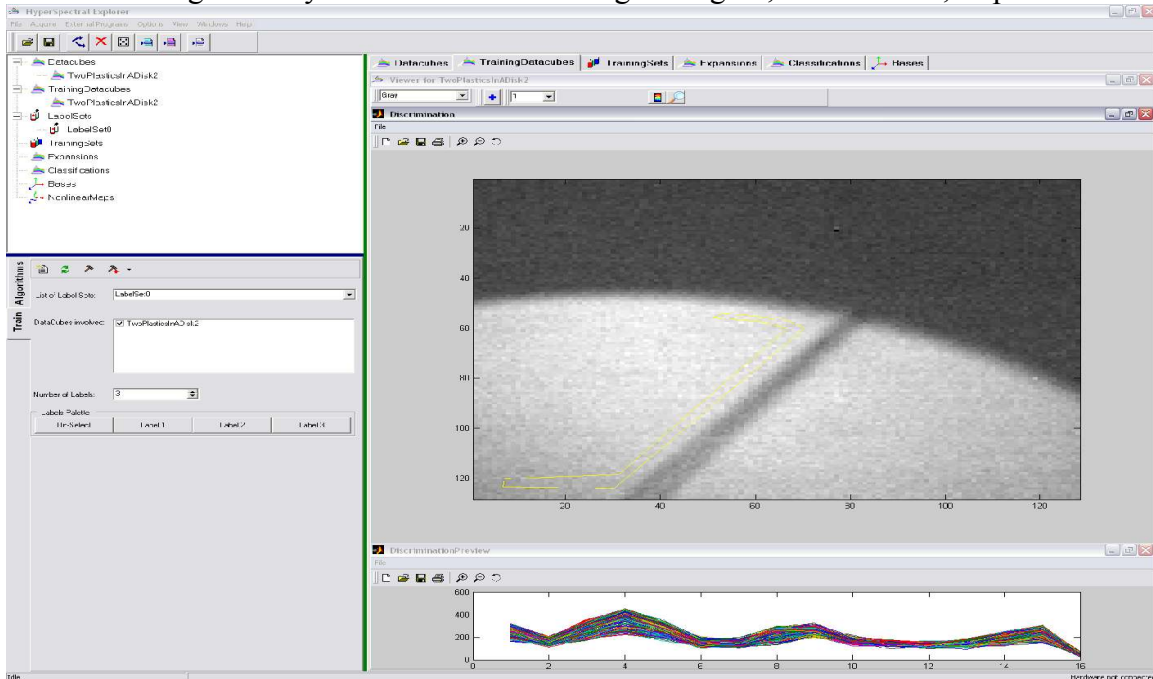 HyperSpectral Explorer
File Acquire External Programs Options View Windows Help
Datacubes
TwoPlasticsInADisk2
TrainingDatacubes
TwoPlasticsInADisk2
LabelSets
LabelSet0
TrainingSets
Expansions
Classifications
Bases
NonlinearMaps
Datacubes TrainingDatacubes TrainingSets Expansions Classifications Bases
Viewer for TwoPlasticsInADisk2
Gray 1
Discrimination
File
20
40
60
80
100
120
20 40 60 80 100 120
Algorithms
Train
List of Label Sets: LabelSet0
DataCubes involved: TwoPlasticsInADisk2
Number of Labels: 3
Labels Palette
Un-Select Label 1 Label 2 Label 3
DiscriminationPreview
File
600
400
200
0
0 2 4 6 8 10 12 14 16
Idle
Hardware not connected